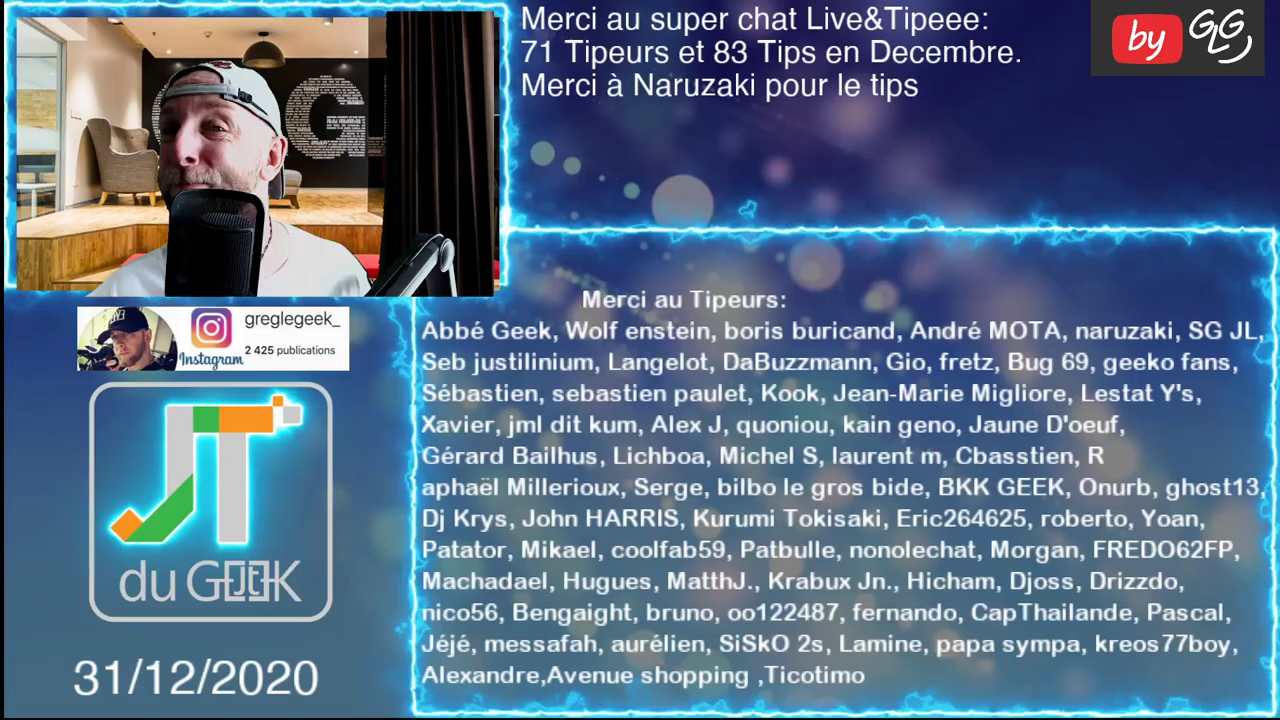 Merci au super chat Live&Tipeee:
71 Tipeurs et 83 Tips en Decembre.
Merci à Naruzaki pour le tips
by GLG
greglegeek_
Instagram
2 425 publications
JT
du GEEK
31/12/2020
Merci au Tipeurs:
Abbé Geek, Wolf enstein, boris buricand, André MOTA, naruzaki, SG JL,
Seb justilinium, Langelot, DaBuzzmann, Gio, fretz, Bug 69, geeko fans,
Sébastien, sebastien paulet, Kook, Jean-Marie Migliore, Lestat Y's,
Xavier, jml dit kum, Alex J, quoniou, kain geno, Jaune D'oeuf,
Gérard Bailhus, Lichboa, Michel S, laurent m, Cbasstien, R
aphaël Millerioux, Serge, bilbo le gros bide, BKK GEEK, Onurb, ghost13,
Dj Krys, John HARRIS, Kurumi Tokisaki, Eric264625, roberto, Yoan,
Patator, Mikael, coolfab59, Patbulle, nonolechat, Morgan, FREDO62FP,
Machadael, Hugues, MatthJ., Krabux Jn., Hicham, Djoss, Drizzdo,
nico56, Bengaight, bruno, oo122487, fernando, CapThailande, Pascal,
Jéjé, messafah, aurélien, SiSkO 2s, Lamine, papa sympa, kreos77boy,
Alexandre,Avenue shopping ,Ticotimo